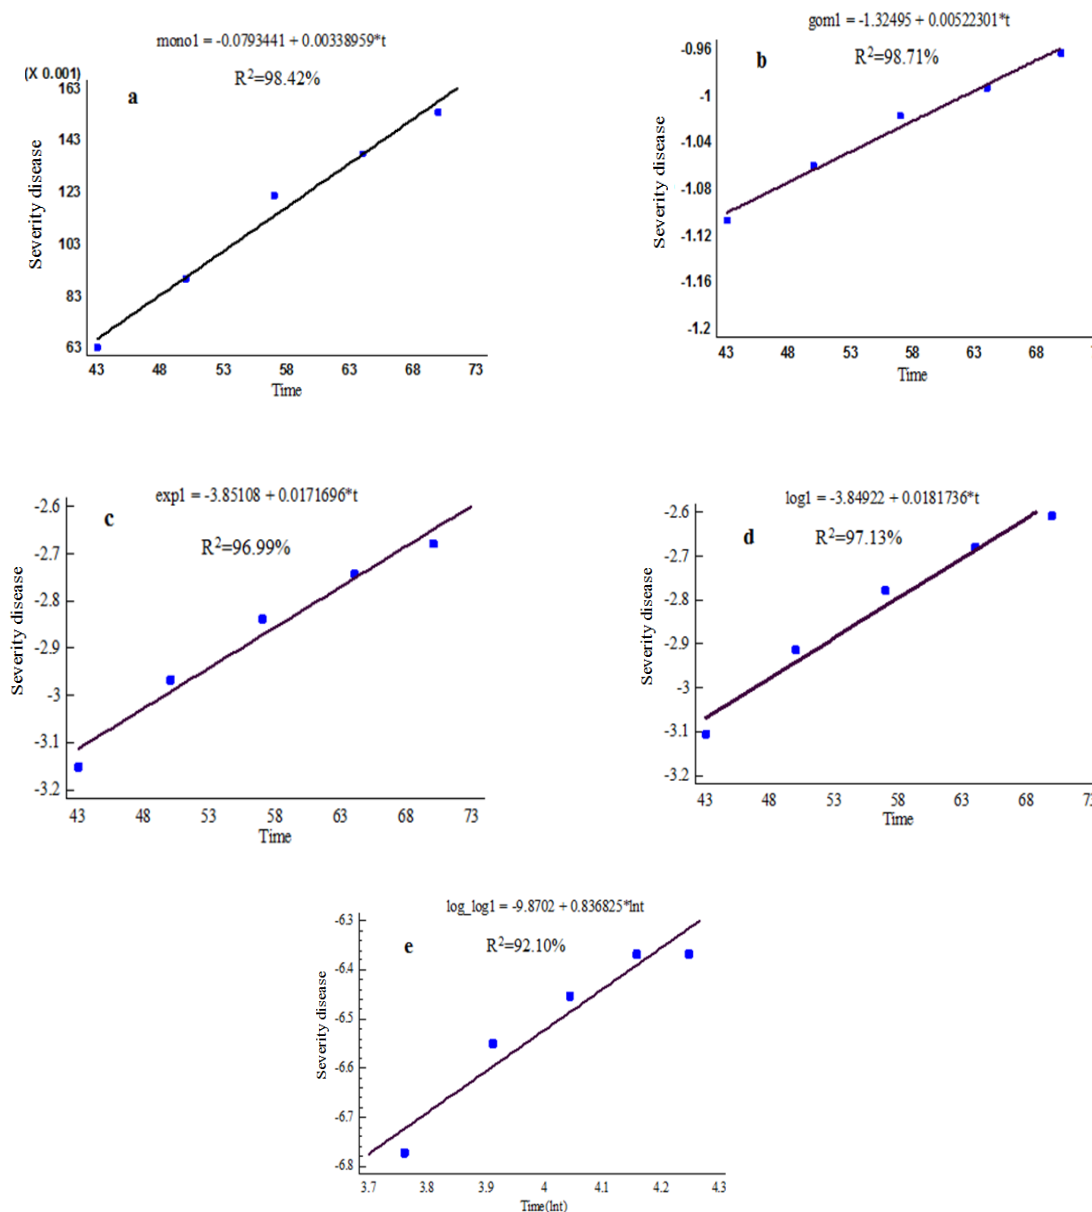 mono1 = -0.0793441 + 0.00338959*t
(X 0.001)
R²=98.42%
a
163
143
123
103
83
63
Severity disease
43 48 53 58 63 68 73
Time
gom1 = -1.32495 + 0.00522301*t
R²=98.71%
b
-0.96
-1
-1.04
-1.08
-1.12
-1.16
-1.2
Severity disease
43 48 53 58 63 68
Time
exp1 = -3.85108 + 0.0171696*t
R²=96.99%
c
-2.6
-2.7
-2.8
-2.9
-3
-3.1
-3.2
Severity disease
43 48 53 58 63 68 73
Time
log1 = -3.84922 + 0.0181736*t
R²=97.13%
d
-2.6
-2.7
-2.8
-2.9
-3
-3.1
-3.2
Severity disease
43 48 53 58 63 68 73
Time
log_log1 = -9.8702 + 0.836825*lnt
R²=92.10%
e
-6.3
-6.4
-6.5
-6.6
-6.7
-6.8
Severity disease
3.7 3.8 3.9 4 4.1 4.2 4.3
Time(lnt)